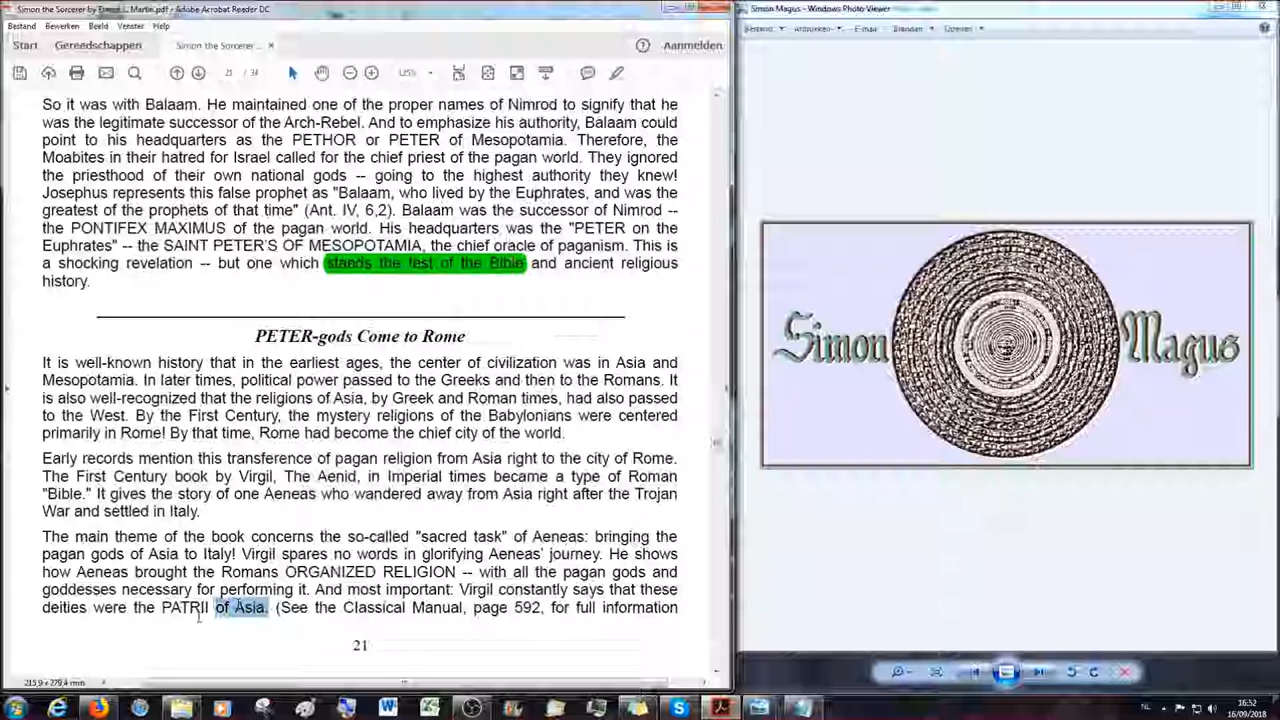 Simon the Sorcerer by Ernest L. Martin.pdf - Adobe Acrobat Reader DC
Bestand Bewerken Beeld Venster Help
Start Gereedschappen Simon the Sorcerer ... × Aanmelden
21 / 34 125%
So it was with Balaam. He maintained one of the proper names of Nimrod to signify that he
was the legitimate successor of the Arch-Rebel. And to emphasize his authority, Balaam could
point to his headquarters as the PETHOR or PETER of Mesopotamia. Therefore, the
Moabites in their hatred for Israel called for the chief priest of the pagan world. They ignored
the priesthood of their own national gods -- going to the highest authority they knew!
Josephus represents this false prophet as "Balaam, who lived by the Euphrates, and was the
greatest of the prophets of that time" (Ant. IV, 6,2). Balaam was the successor of Nimrod --
the PONTIFEX MAXIMUS of the pagan world. His headquarters was the "PETER on the
Euphrates" -- the SAINT PETER'S OF MESOPOTAMIA, the chief oracle of paganism. This is
a shocking revelation -- but one which stands the test of the Bible and ancient religious
history.
PETER-gods Come to Rome
It is well-known history that in the earliest ages, the center of civilization was in Asia and
Mesopotamia. In later times, political power passed to the Greeks and then to the Romans. It
is also well-recognized that the religions of Asia, by Greek and Roman times, had also passed
to the West. By the First Century, the mystery religions of the Babylonians were centered
primarily in Rome! By that time, Rome had become the chief city of the world.
Early records mention this transference of pagan religion from Asia right to the city of Rome.
The First Century book by Virgil, The Aenid, in Imperial times became a type of Roman
"Bible." It gives the story of one Aeneas who wandered away from Asia right after the Trojan
War and settled in Italy.
The main theme of the book concerns the so-called "sacred task" of Aeneas: bringing the
pagan gods of Asia to Italy! Virgil spares no words in glorifying Aeneas' journey. He shows
how Aeneas brought the Romans ORGANIZED RELIGION -- with all the pagan gods and
goddesses necessary for performing it. And most important: Virgil constantly says that these
deities were the PATRII of Asia. (See the Classical Manual, page 592, for full information
21
215,9 x 279,4 mm
Simon Magus - Windows Photo Viewer
Bestand Afdrukken E-mail Branden Openen
Simon Magus
NL 16:52
16/09/2018